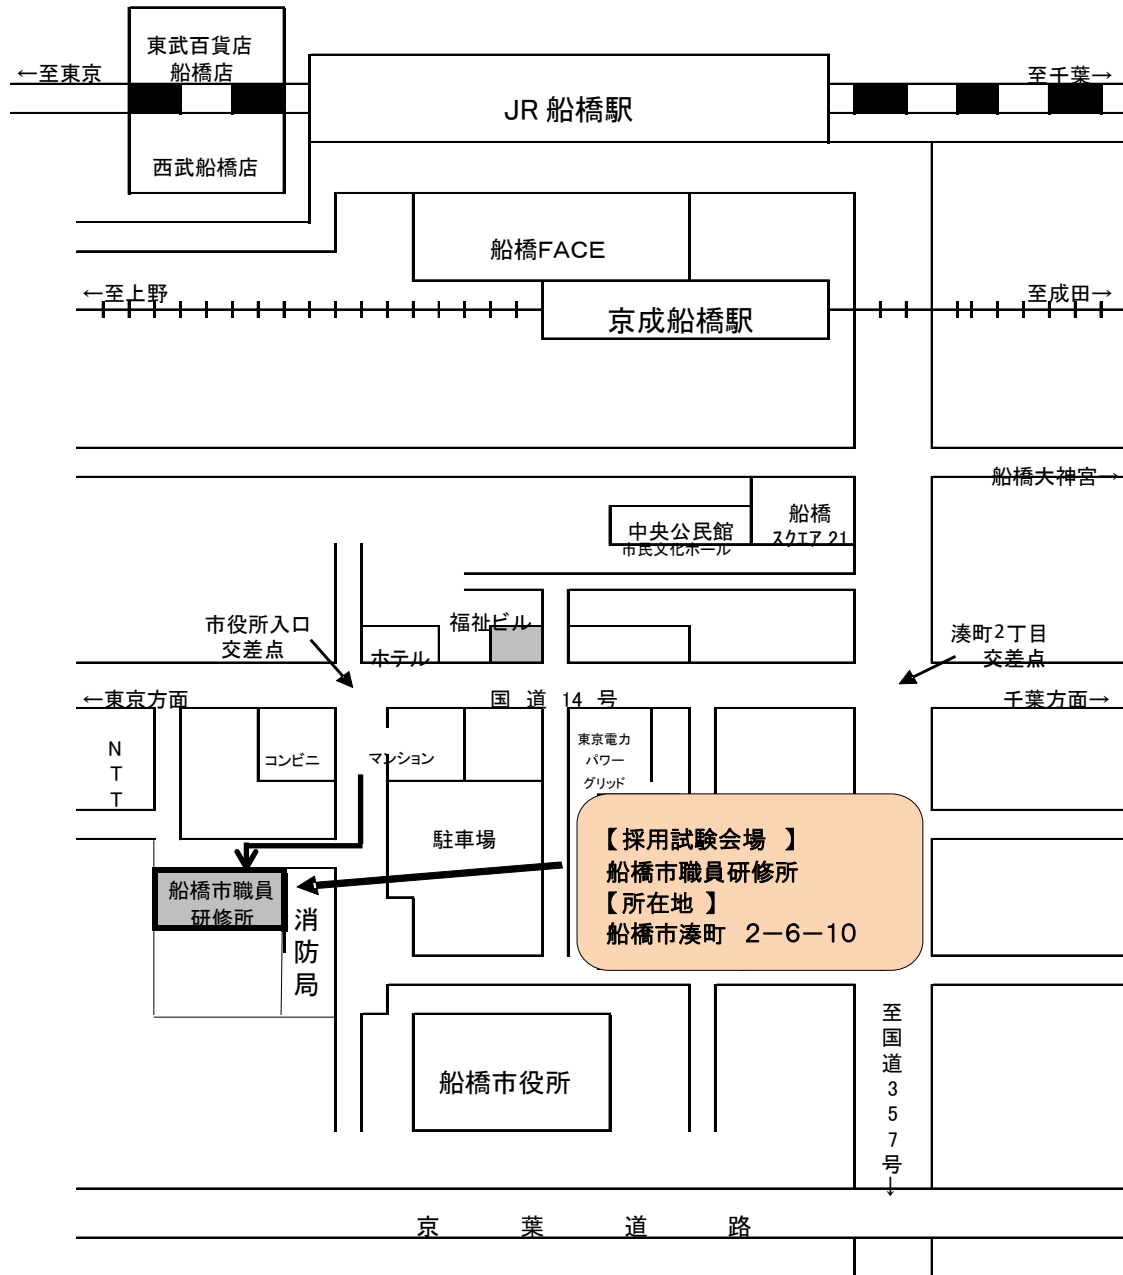 東武百貨店
船橋店
←至東京
至千葉→
JR 船橋駅
西武船橋店
船橋FACE
←至上野
至成田→
京成船橋駅
船橋大神宮→
船橋
スクエア 21
中央公民館
市民文化ホール
市役所入口
交差点
福祉ビル
ホテル
湊町2丁目
交差点
←東京方面
国 道 14 号
千葉方面→
NTT
コンビニ
マンション
東京電力
パワー
グリッド
駐車場
【 採用試験会場 】
船橋市職員研修所
【 所在地 】
船橋市湊町 2-6-10
船橋市職員
研修所
消防局
至国道357号→
船橋市役所
京 葉 道 路